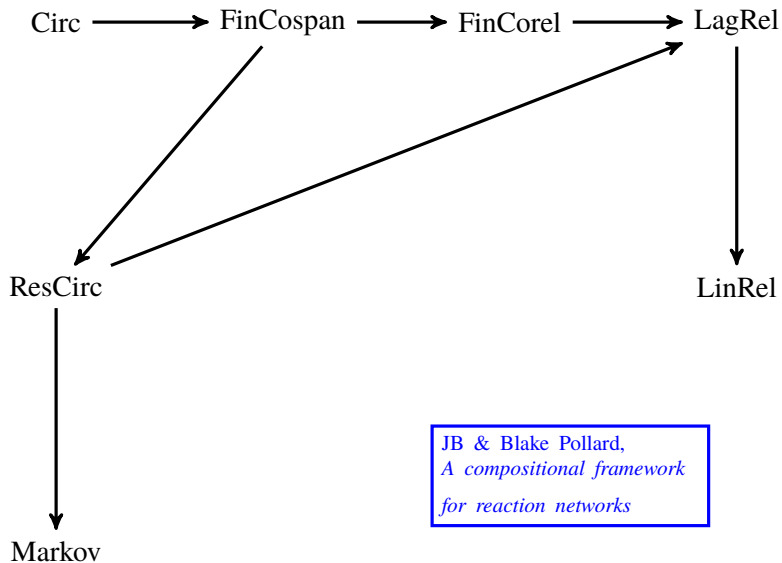 Circ FinCospan FinCorel LagRel
ResCirc LinRel
JB & Blake Pollard,
A compositional framework
for reaction networks
Markov